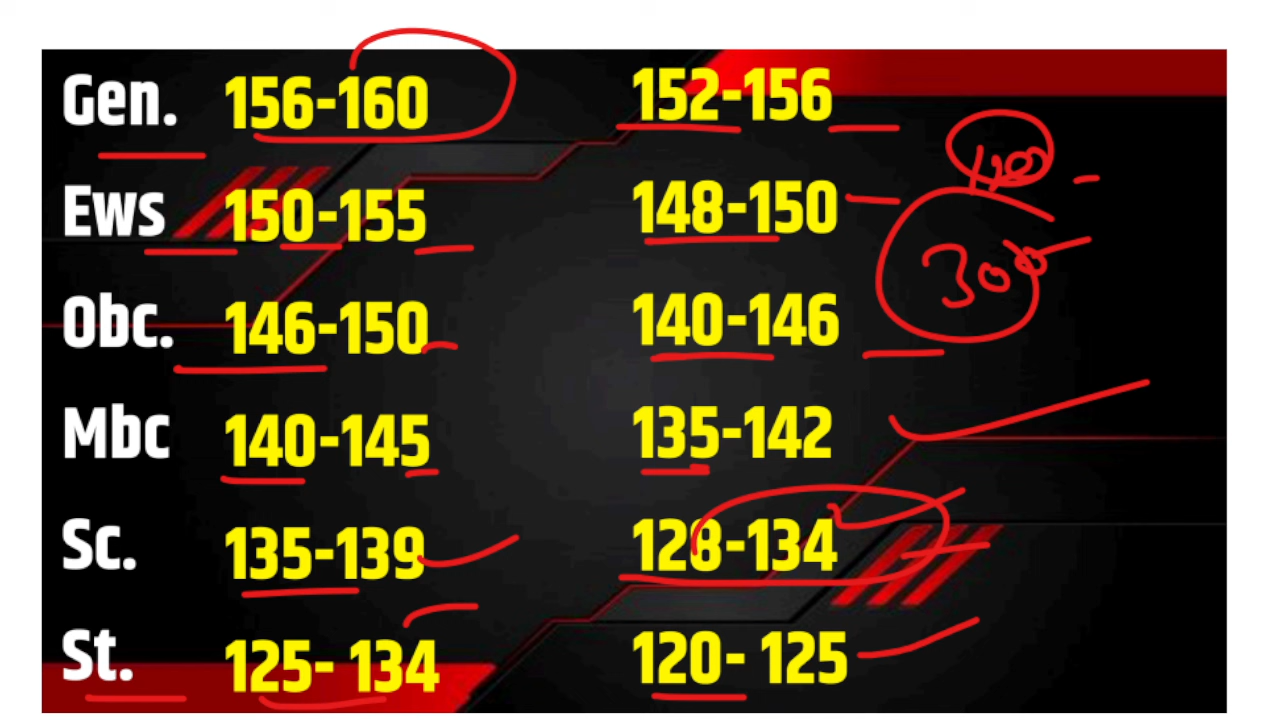 Gen. 156-160 152-156
Ews 150-155 148-150
Obc. 146-150 140-146
300
Mbc 140-145 135-142
Sc. 135-139 128-134
St. 125- 134 120- 125